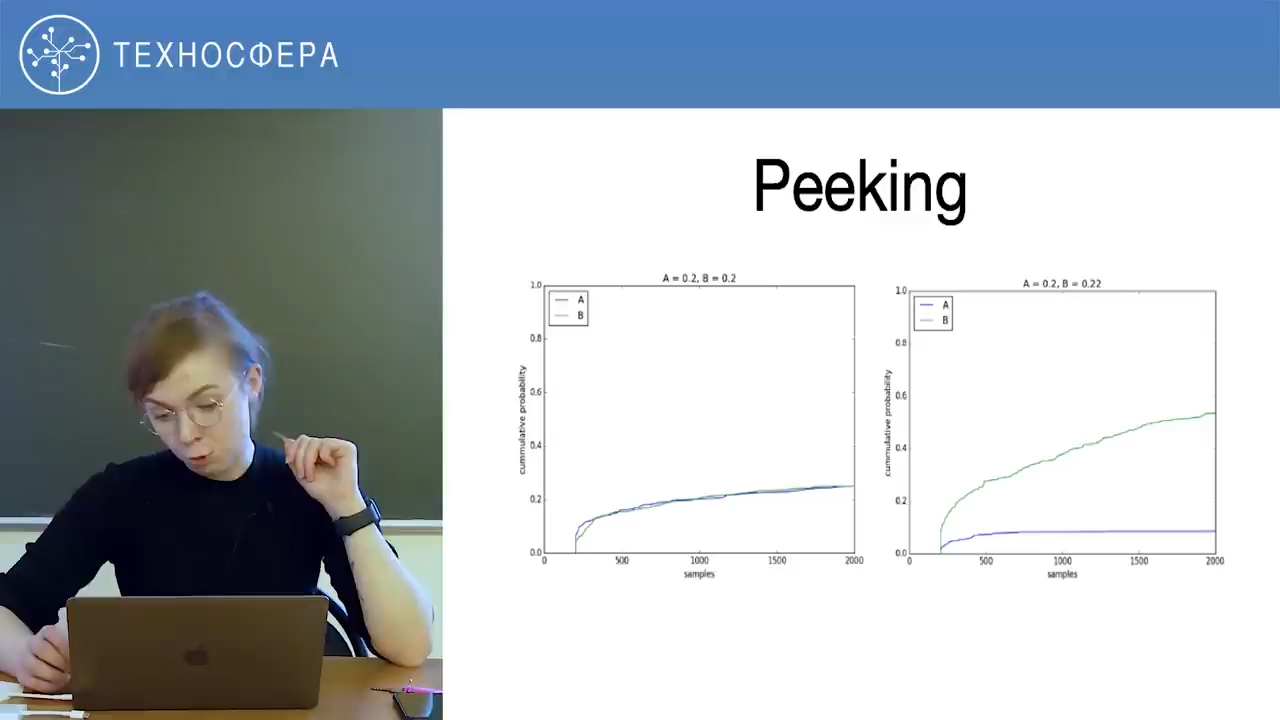 ТЕХНОСФЕРА
Peeking
A = 0.2, B = 0.2
1.0
0.8
0.6
0.4
0.2
0.0
A
B
cummulative probability
500
1000
1500
2000
samples
A = 0.2, B = 0.22
1.0
0.8
0.6
0.4
0.2
0.0
A
B
cummulative probability
500
1000
1500
2000
samples